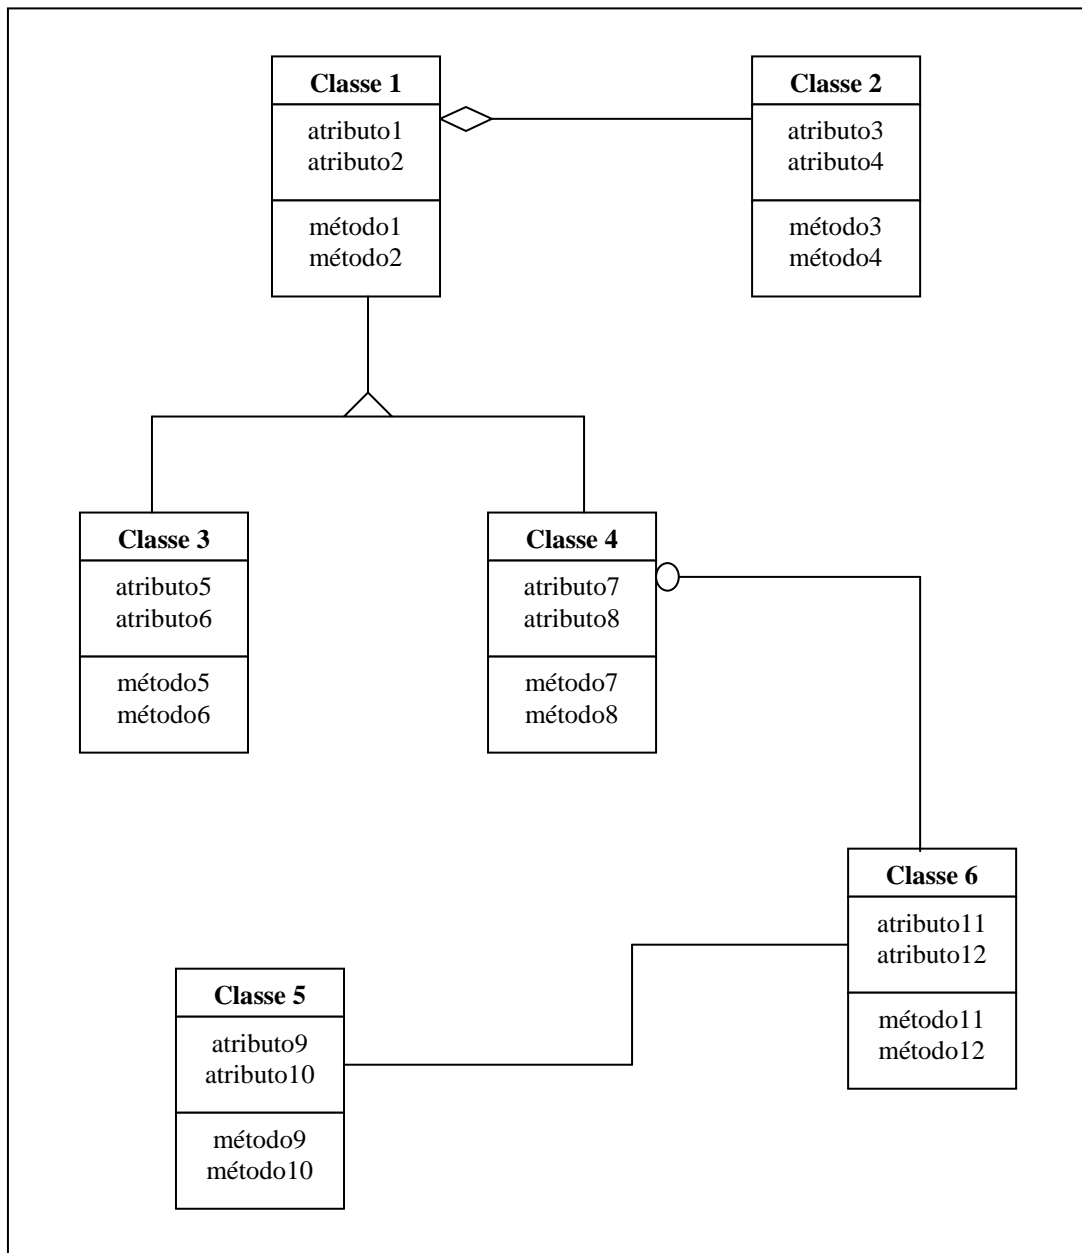 Classe 1
atributo1
atributo2
método1
método2
Classe 2
atributo3
atributo4
método3
método4
Classe 3
atributo5
atributo6
método5
método6
Classe 4
atributo7
atributo8
método7
método8
Classe 6
atributo11
atributo12
método11
método12
Classe 5
atributo9
atributo10
método9
método10